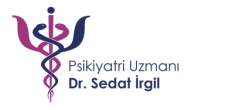 Psikiyatri Uzmanı
Dr. Sedat İrgil